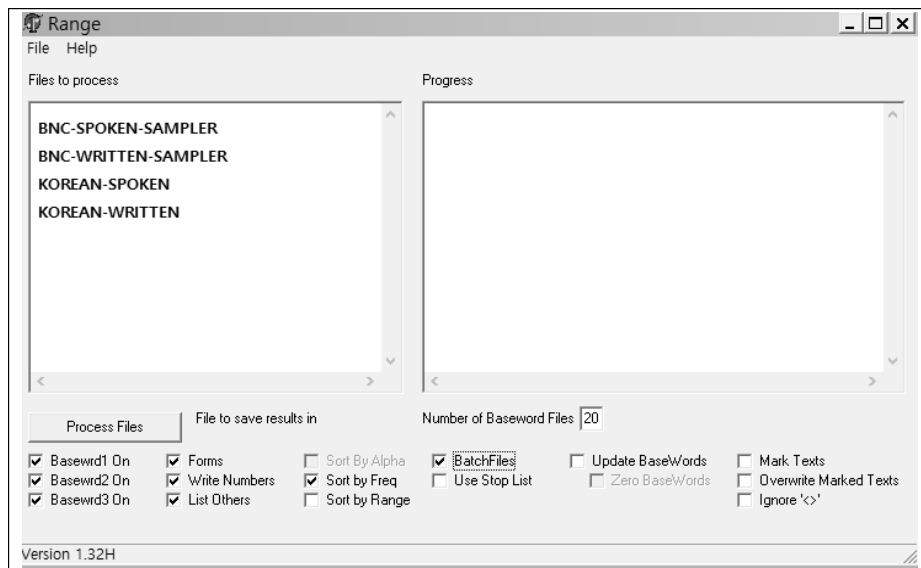 Range
File Help
Files to process
Progress
BNC-SPOKEN-SAMPLER
BNC-WRITTEN-SAMPLER
KOREAN-SPOKEN
KOREAN-WRITTEN
Process Files File to save results in Number of Baseword Files 20
Basewrd1 On Forms Sort By Alpha BatchFiles Update BaseWords Mark Texts
Basewrd2 On Write Numbers Sort by Freq Use Stop List Zero BaseWords Overwrite Marked Texts
Basewrd3 On List Others Sort by Range Ignore '<>'
Version 1.32H